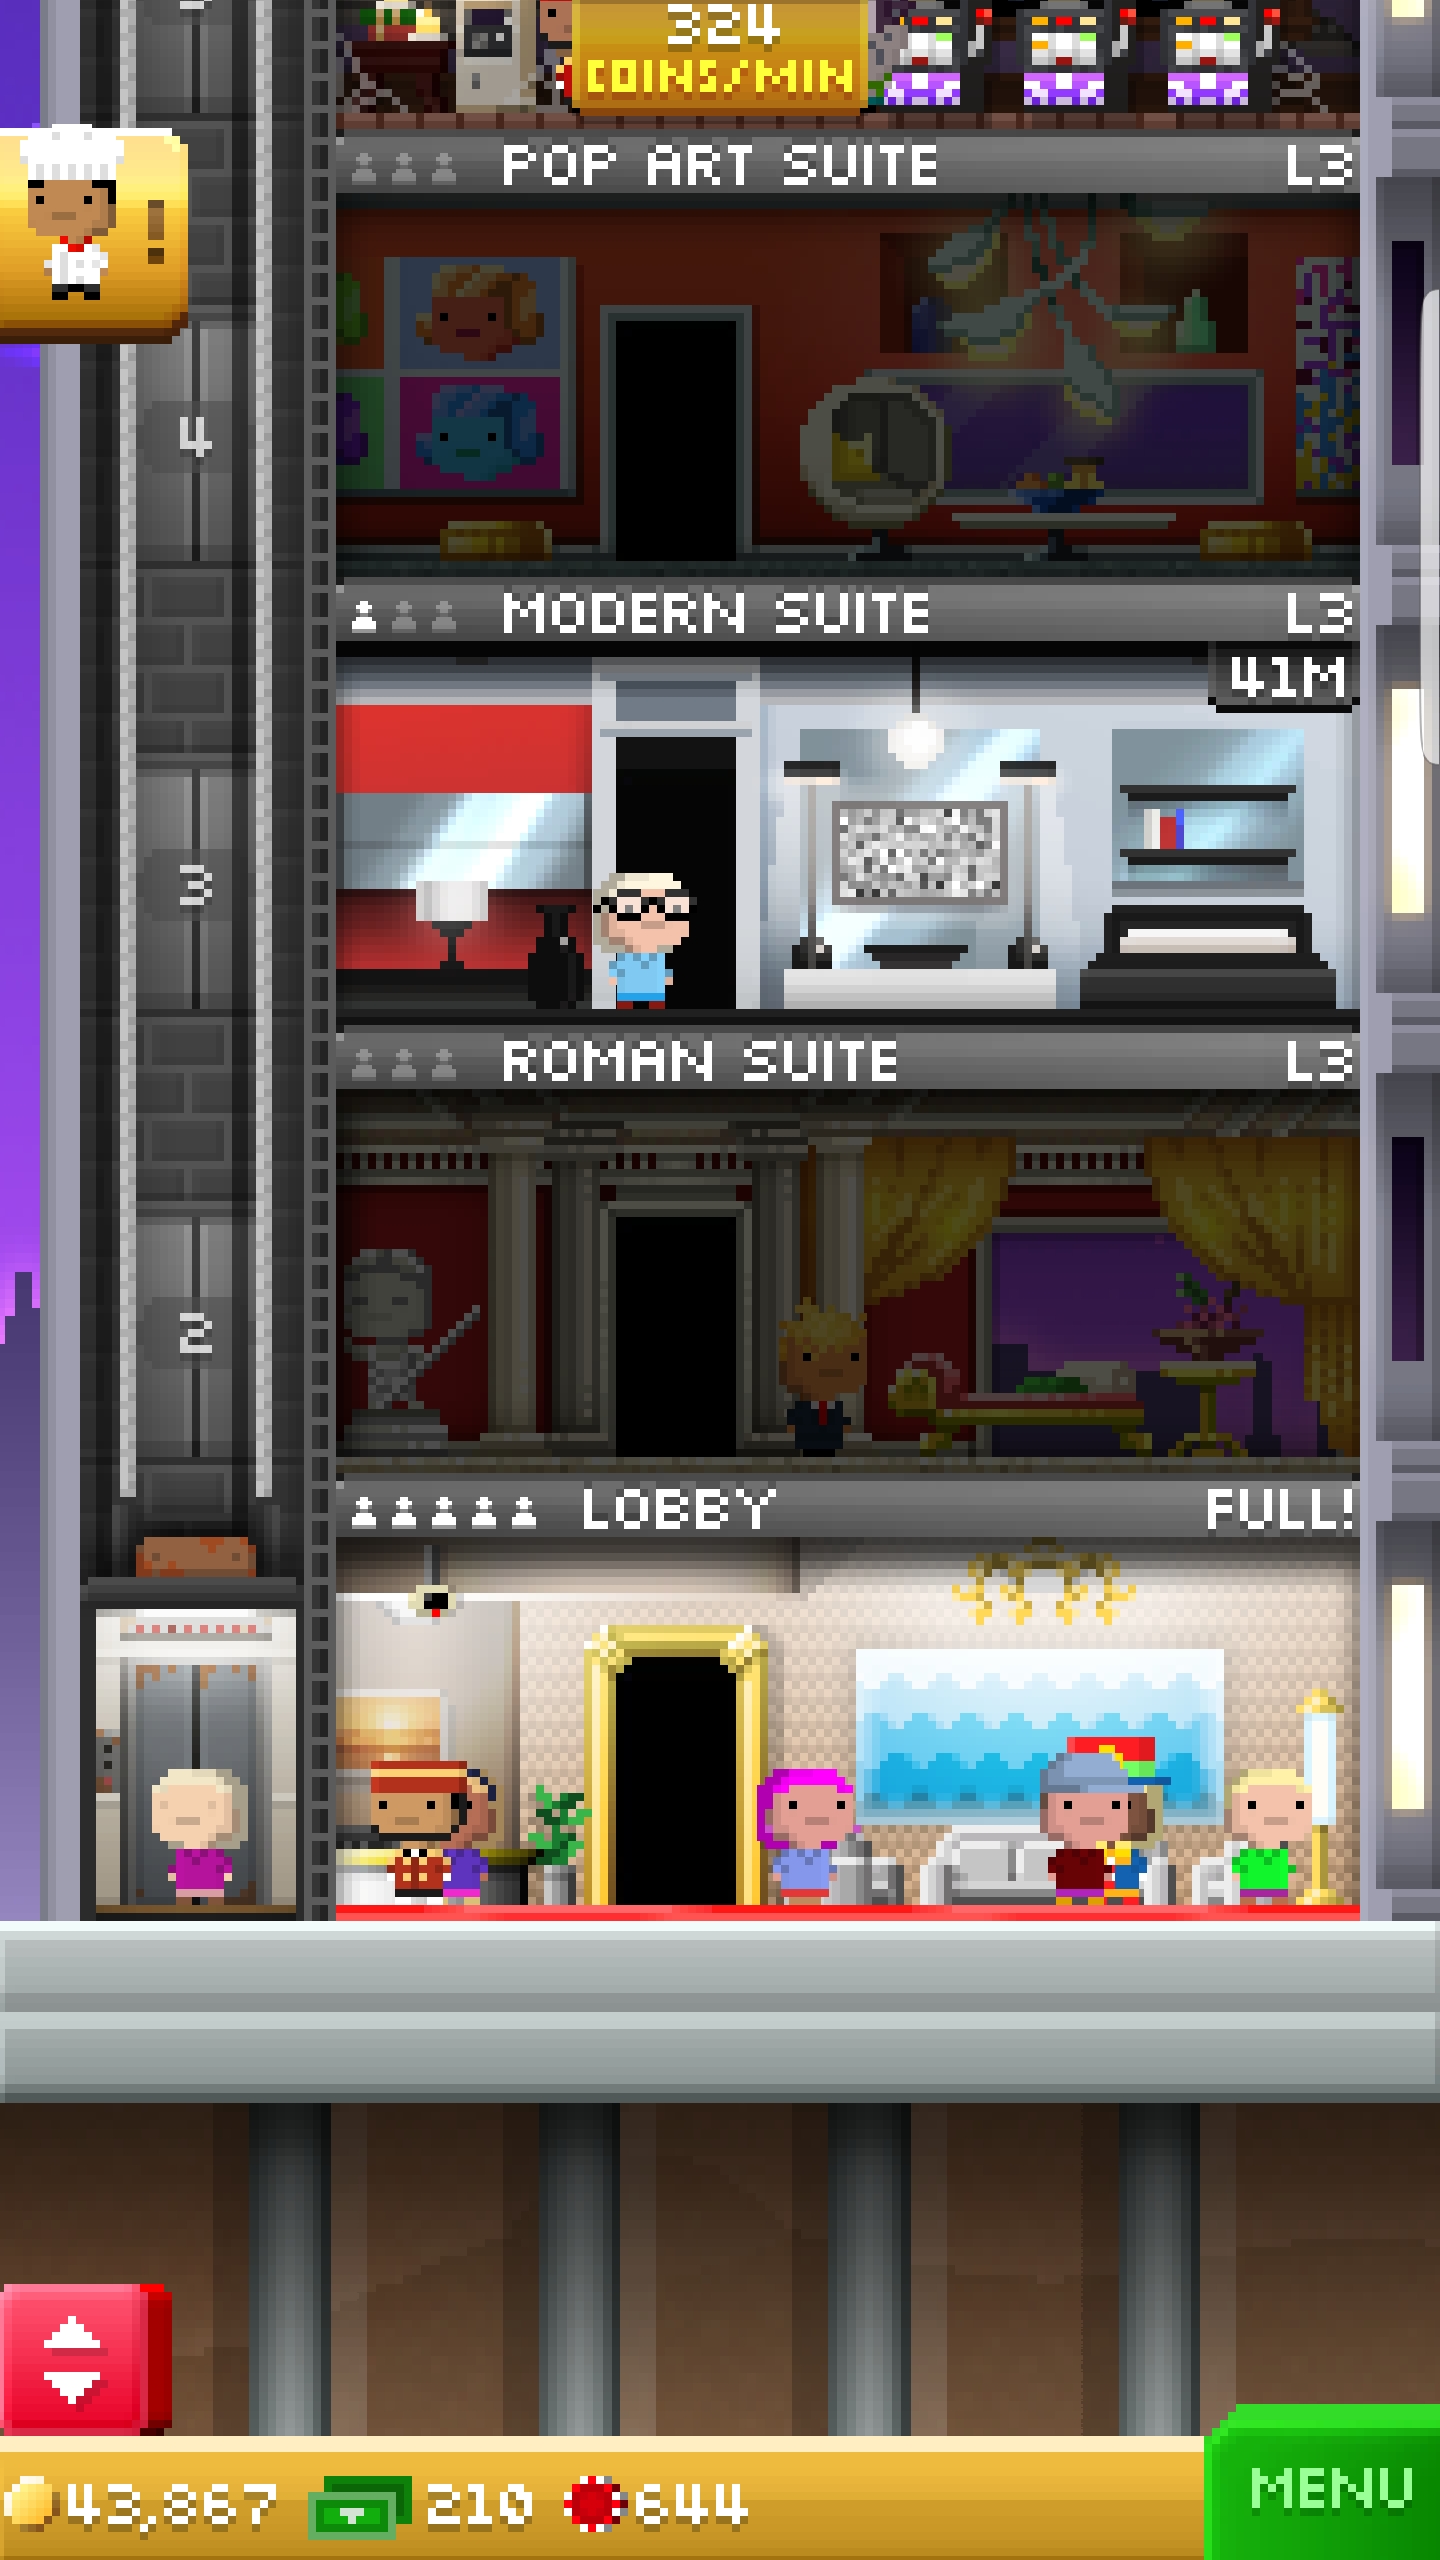 324
COINS/MIN
POP ART SUITE L3
4
MODERN SUITE L3
41M
3
ROMAN SUITE L3
2
LOBBY FULL!
43,867 210 644
MENU